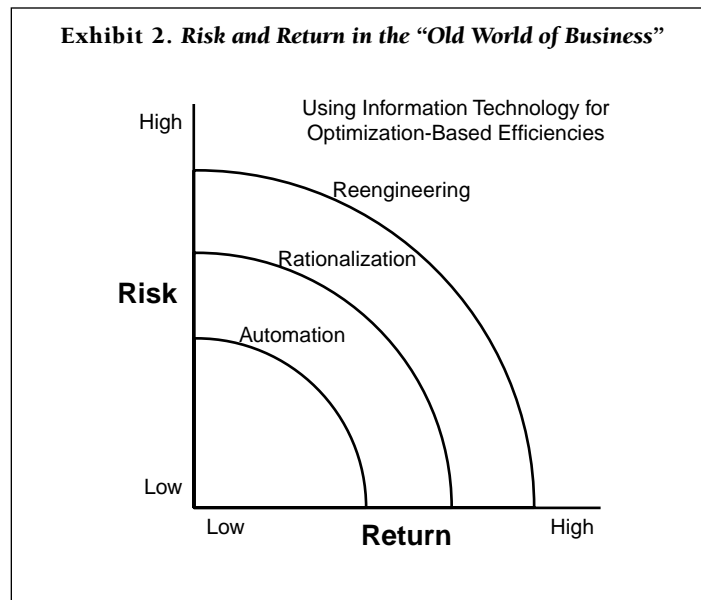 Exhibit 2. Risk and Return in the “Old World of Business”
Using Information Technology for
Optimization-Based Efficiencies
High
Reengineering
Rationalization
Risk
Automation
Low
Low
Return
High